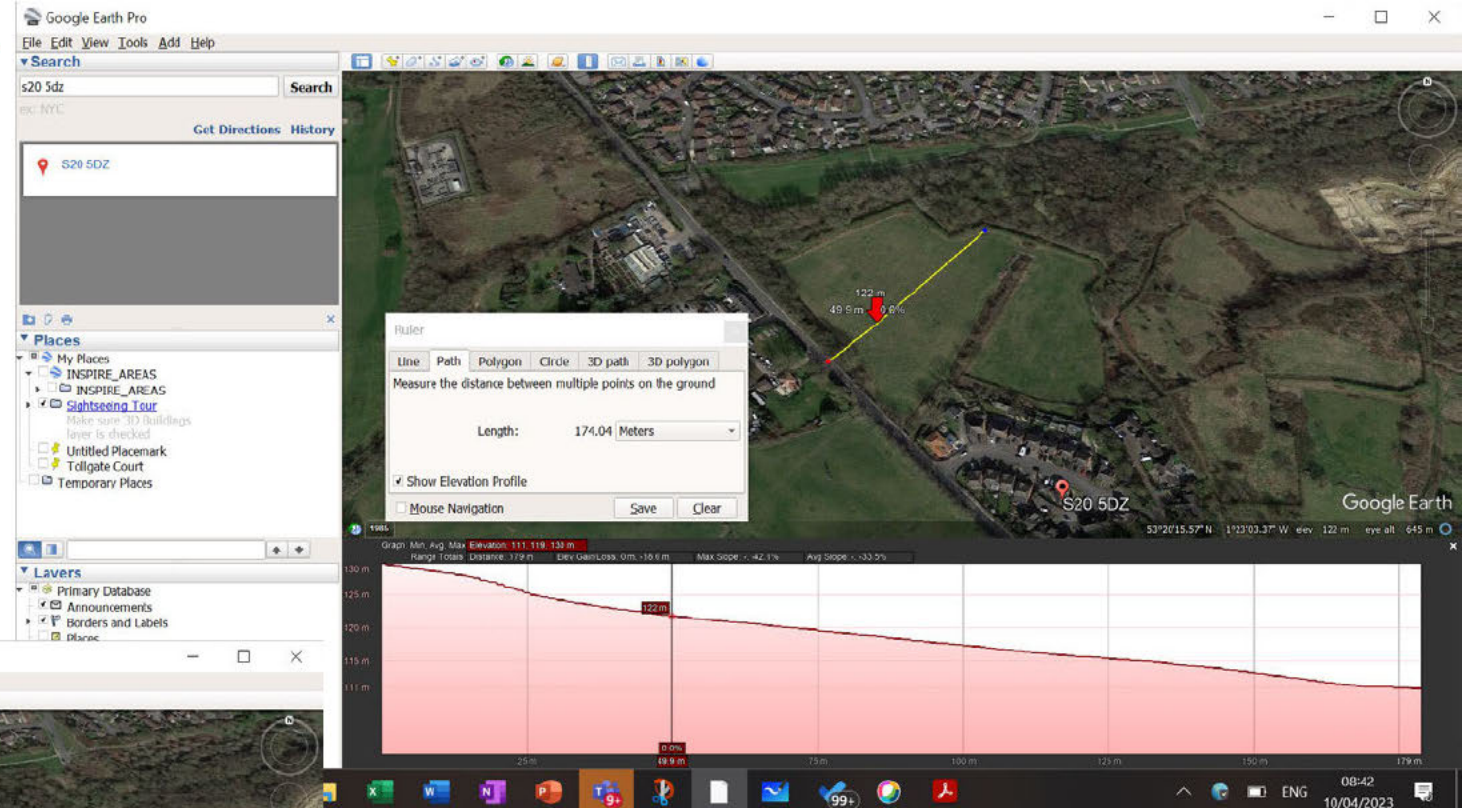 Google Earth Pro
File Edit View Tools Add Help
Search
s20 5dz
Search
ex: NYC
Get Directions History
S20 5DZ
Places
My Places
INSPIRE_AREAS
INSPIRE_AREAS
Sightseeing Tour
Make sure 3D Buildings
layer is checked
Untitled Placemark
Tollgate Court
Temporary Places
Layers
Primary Database
Announcements
Borders and Labels
Places
122 m
49.9 m
Ruler
Line Path Polygon Circle 3D path 3D polygon
Measure the distance between multiple points on the ground
Length: 174.04 Meters
Show Elevation Profile
Mouse Navigation Save Clear
S20 5DZ
Google Earth
1985
53°20'15.57" N 1°23'03.37" W elev 122 m eye alt 645 m
Graph: Min, Avg, Max Elevation: 111, 119, 130 m
Range Totals: Distance: 179 m Elev Gain/Loss: 0m, -18.6 m Max Slope: -, -42.1% Avg Slope: -, -33.5%
130 m
125 m
122 m
120 m
115 m
111 m
0.0%
25 m 49.9 m 75 m 100 m 125 m 150 m 179 m
9+
99+
ENG
08:42
10/04/2023